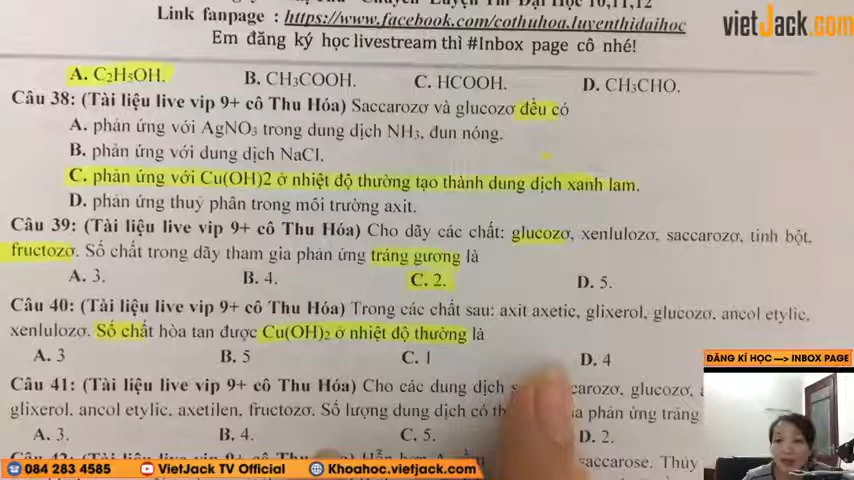 Link fanpage : https://www.facebook.com/cothuhoa.luyenthidaihoc
vietJack.com
Em đăng ký học livestream thì #Inbox page cô nhé!
A. C₂H₅OH. B. CH₃COOH. C. HCOOH. D. CH₃CHO.
Câu 38: (Tài liệu live vip 9+ cô Thu Hóa) Saccarozơ và glucozơ đều có
A. phản ứng với AgNO₃ trong dung dịch NH₃, đun nóng.
B. phản ứng với dung dịch NaCl.
C. phản ứng với Cu(OH)2 ở nhiệt độ thường tạo thành dung dịch xanh lam.
D. phản ứng thuỷ phân trong môi trường axit.
Câu 39: (Tài liệu live vip 9+ cô Thu Hóa) Cho dãy các chất: glucozơ, xenlulozơ, saccarozơ, tinh bột,
fructozơ. Số chất trong dãy tham gia phản ứng tráng gương là
A. 3. B. 4. C. 2. D. 5.
Câu 40: (Tài liệu live vip 9+ cô Thu Hóa) Trong các chất sau: axit axetic, glixerol, glucozơ, ancol etylic,
xenlulozơ. Số chất hòa tan được Cu(OH)₂ ở nhiệt độ thường là
A. 3 B. 5 C. 1 D. 4
ĐĂNG KÍ HỌC —> INBOX PAGE
Câu 41: (Tài liệu live vip 9+ cô Thu Hóa) Cho các dung dịch carozơ, glucozơ,
glixerol, ancol etylic, axetilen, fructozơ. Số lượng dung dịch có phản ứng tráng
A. 3. B. 4. C. 5. D. 2.
saccarose. Thủy
084 283 4585 VietJack TV Official Khoahoc.vietjack.com